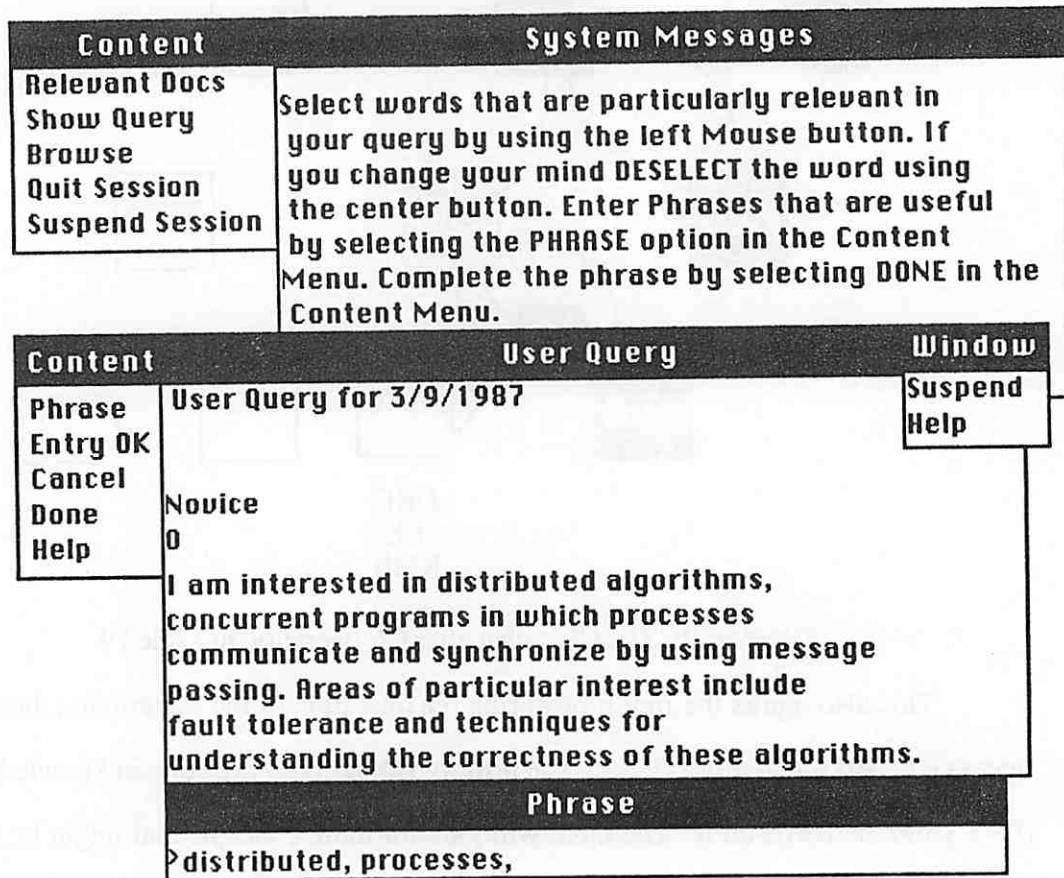 Content
System Messages
Relevant Docs
Show Query
Browse
Quit Session
Suspend Session
Select words that are particularly relevant in
your query by using the left Mouse button. If
you change your mind DESELECT the word using
the center button. Enter Phrases that are useful
by selecting the PHRASE option in the Content
Menu. Complete the phrase by selecting DONE in the
Content Menu.
Content
User Query
Window
Phrase
Entry OK
Cancel
Done
Help
Suspend
Help
User Query for 3/9/1987
Novice
0
I am interested in distributed algorithms,
concurrent programs in which processes
communicate and synchronize by using message
passing. Areas of particular interest include
fault tolerance and techniques for
understanding the correctness of these algorithms.
Phrase
>distributed, processes,